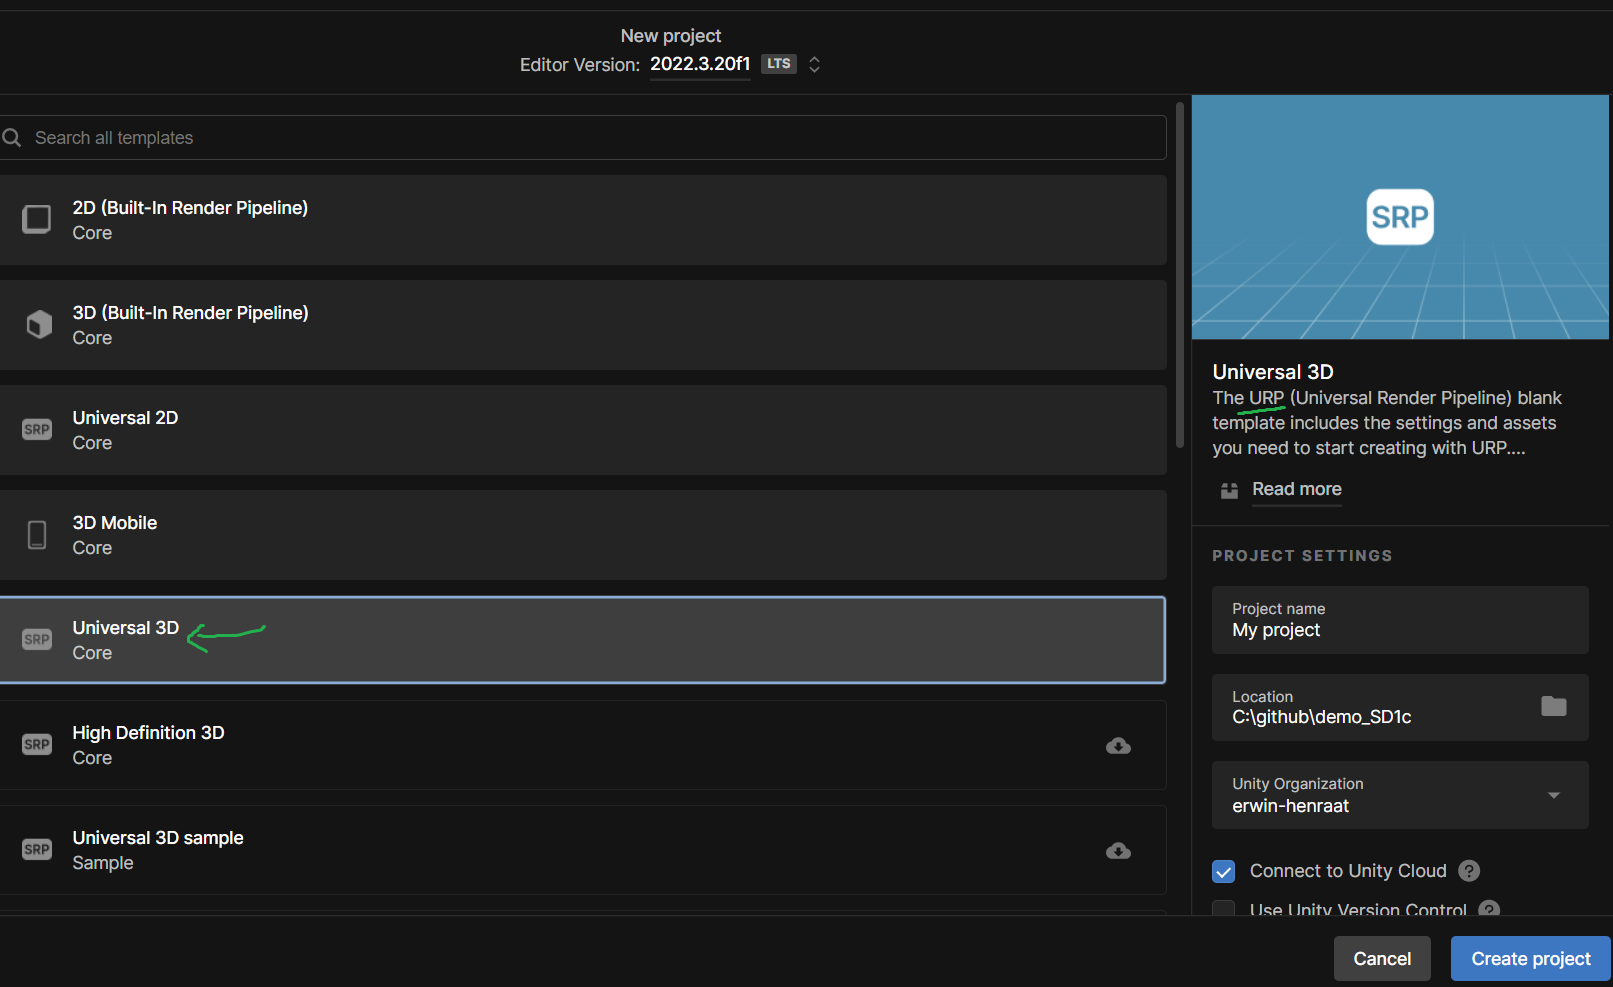 New project
Editor Version: 2022.3.20f1 LTS
Search all templates
2D (Built-In Render Pipeline)
Core
3D (Built-In Render Pipeline)
Core
SRP
Universal 2D
Core
3D Mobile
Core
SRP
Universal 3D
Core
SRP
High Definition 3D
Core
SRP
Universal 3D sample
Sample
SRP
Universal 3D
The URP (Universal Render Pipeline) blank
template includes the settings and assets
you need to start creating with URP....
Read more
PROJECT SETTINGS
Project name
My project
Location
C:\github\demo_SD1c
Unity Organization
erwin-henraat
Connect to Unity Cloud ?
Use Unity Version Control ?
Cancel
Create project